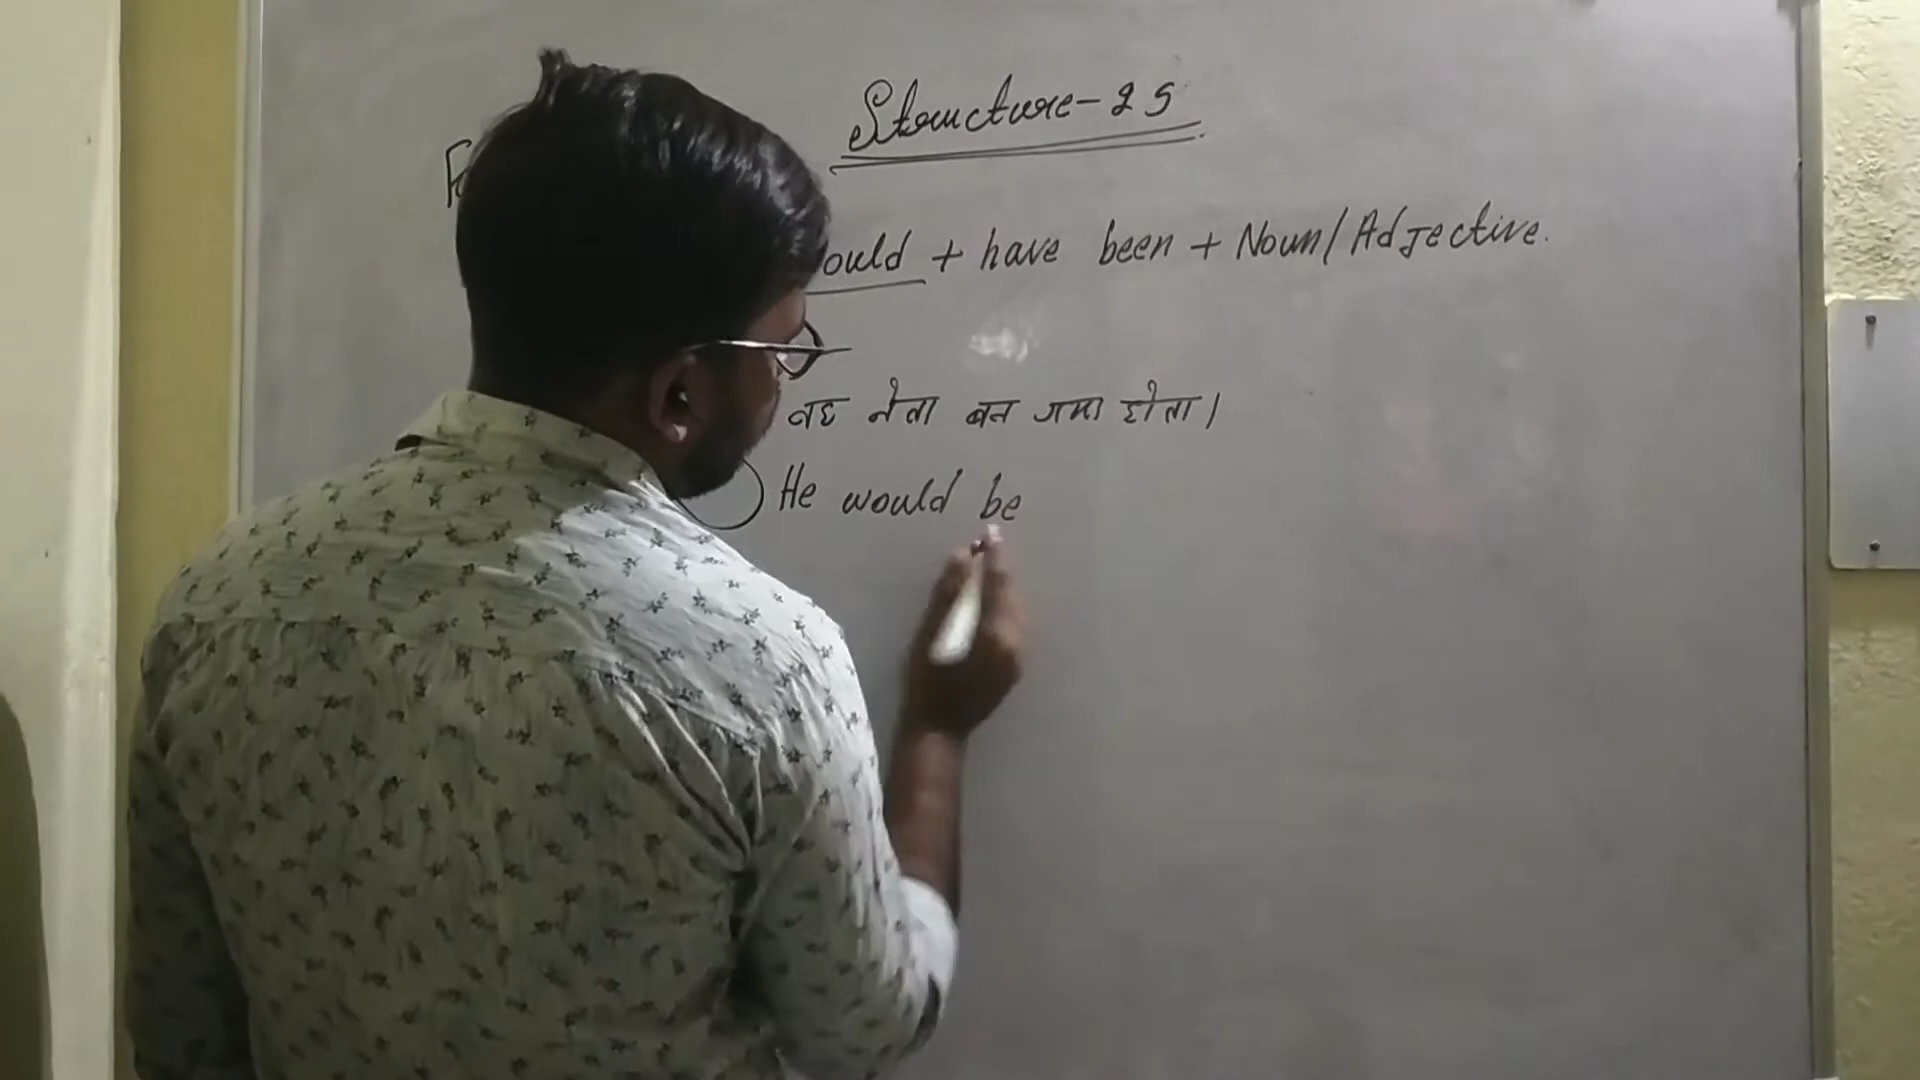 Structure-25
ould + have been + Noun/Adjective.
वह नेता बन गया होता।
He would be